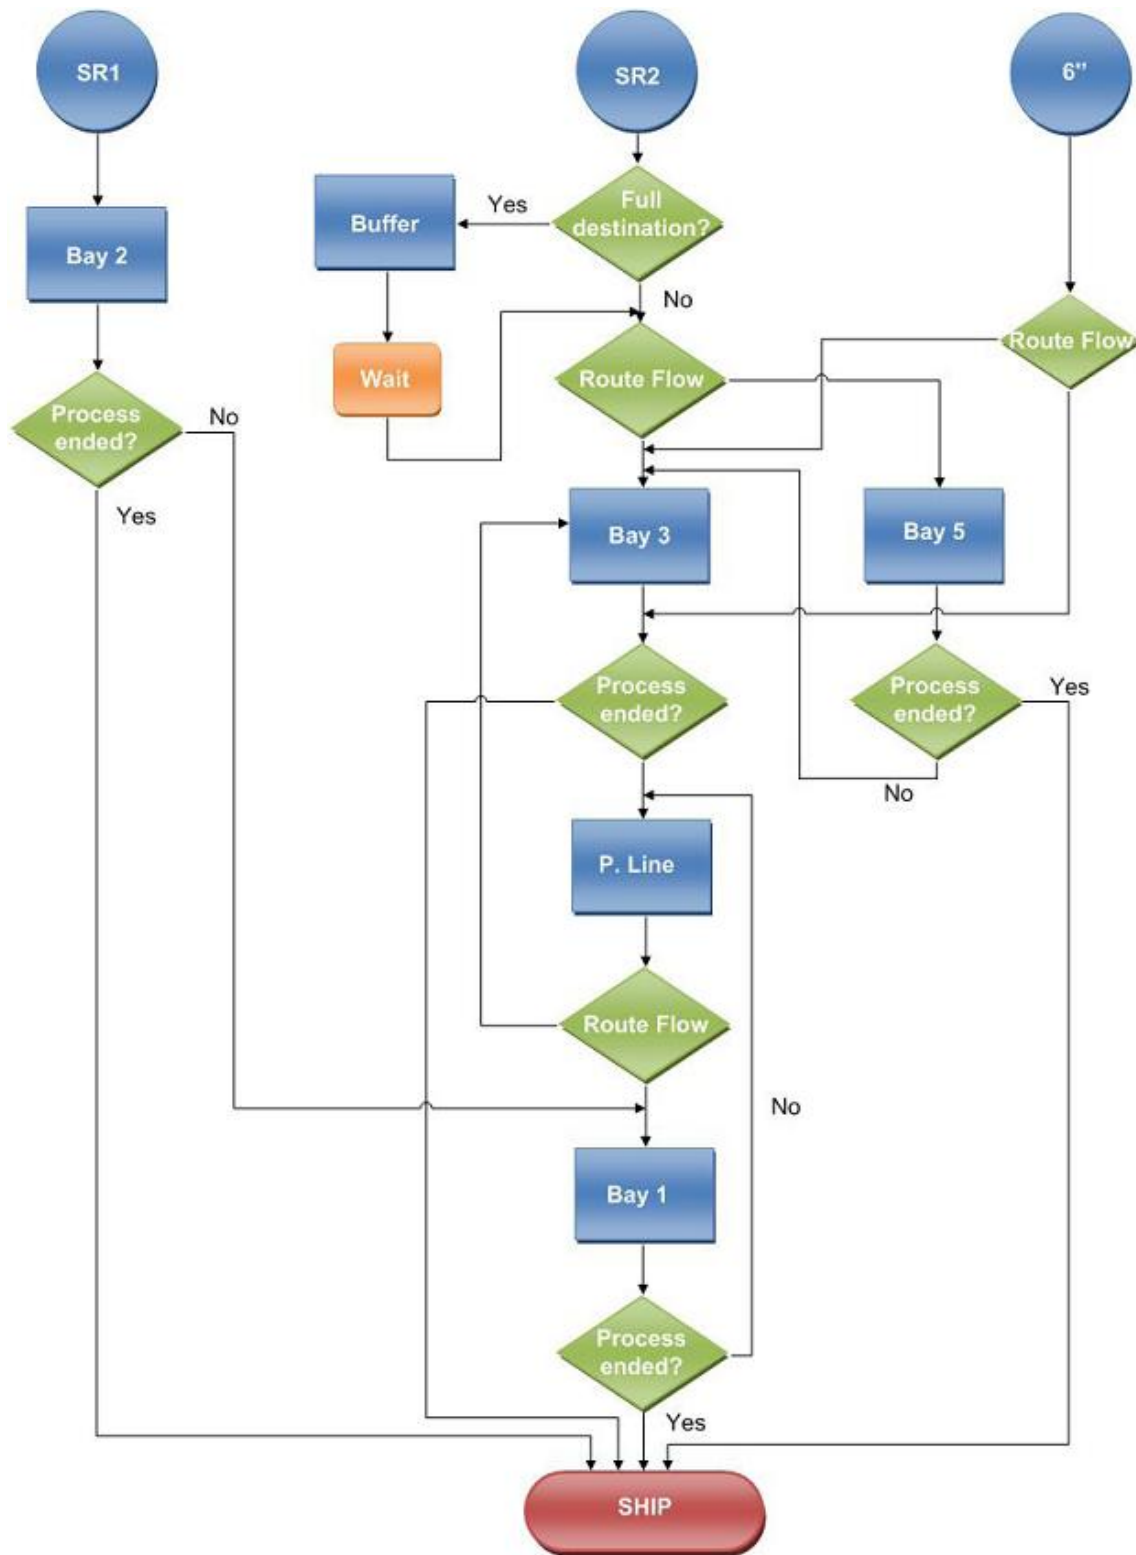 SR1
SR2
6"
Full
destination?
Yes
Buffer
Bay 2
No
Route Flow
Wait
Route Flow
Process
ended?
No
Yes
Bay 3
Bay 5
Process
ended?
Process
ended?
Yes
No
P. Line
Route Flow
No
Bay 1
Process
ended?
Yes
SHIP